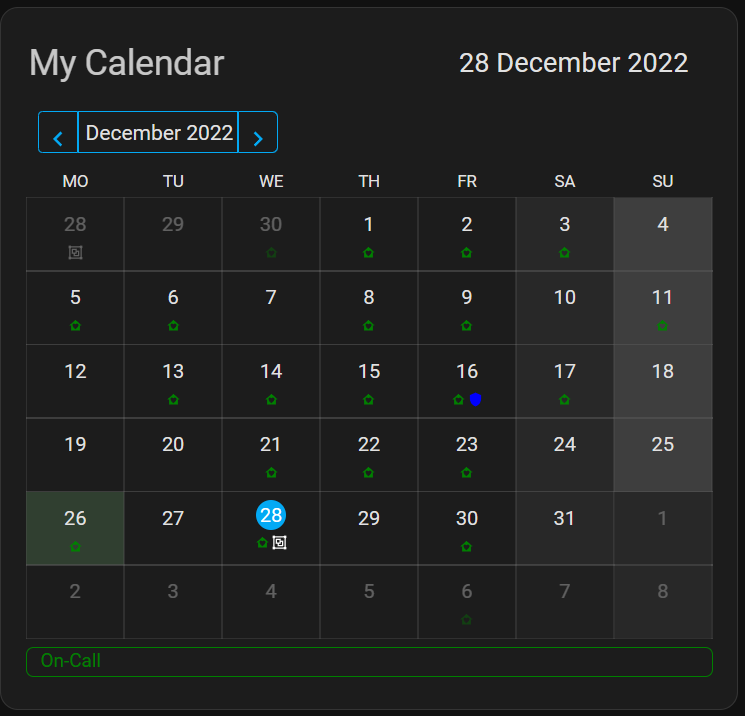 My Calendar
28 December 2022
December 2022
MO TU WE TH FR SA SU
28 29 30 1 2 3 4
5 6 7 8 9 10 11
12 13 14 15 16 17 18
19 20 21 22 23 24 25
26 27 28 29 30 31 1
2 3 4 5 6 7 8
On-Call